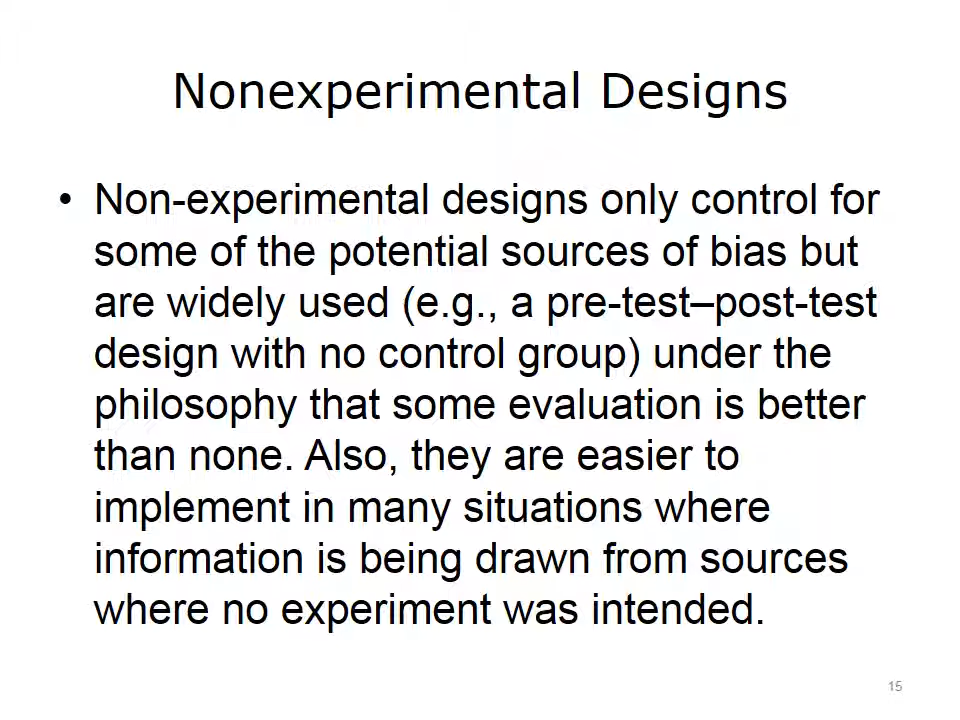 Nonexperimental Designs
• Non-experimental designs only control for
some of the potential sources of bias but
are widely used (e.g., a pre-test–post-test
design with no control group) under the
philosophy that some evaluation is better
than none. Also, they are easier to
implement in many situations where
information is being drawn from sources
where no experiment was intended.
15